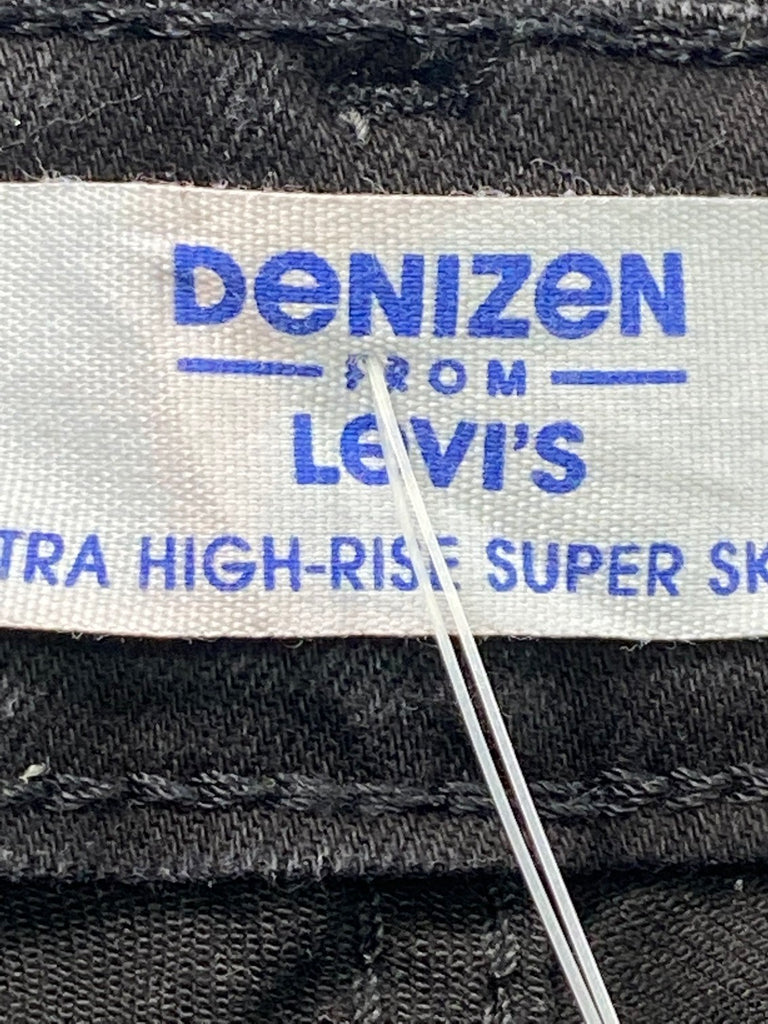 DeNIZeN
FROM
LeVI'S
TRA HIGH-RISE SUPER SK